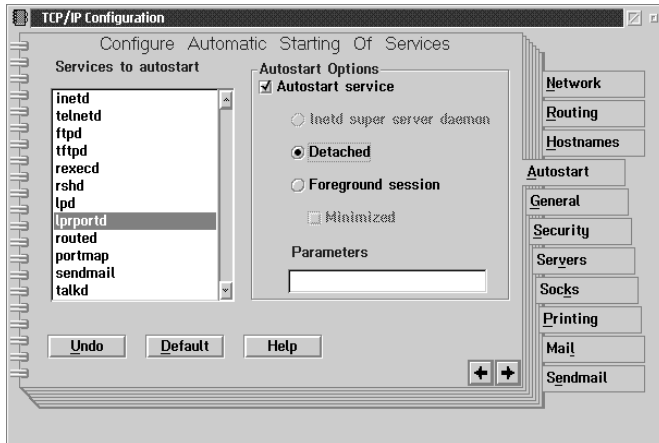 TCP/IP Configuration
Configure Automatic Starting Of Services
Services to autostart
inetd
telnetd
ftpd
tftpd
rexecd
rshd
lpd
lprportd
routed
portmap
sendmail
talkd
Autostart Options
Autostart service
Inetd super server daemon
Detached
Foreground session
Minimized
Parameters
Undo
Default
Help
Network
Routing
Hostnames
Autostart
General
Security
Servers
Socks
Printing
Mail
Sendmail